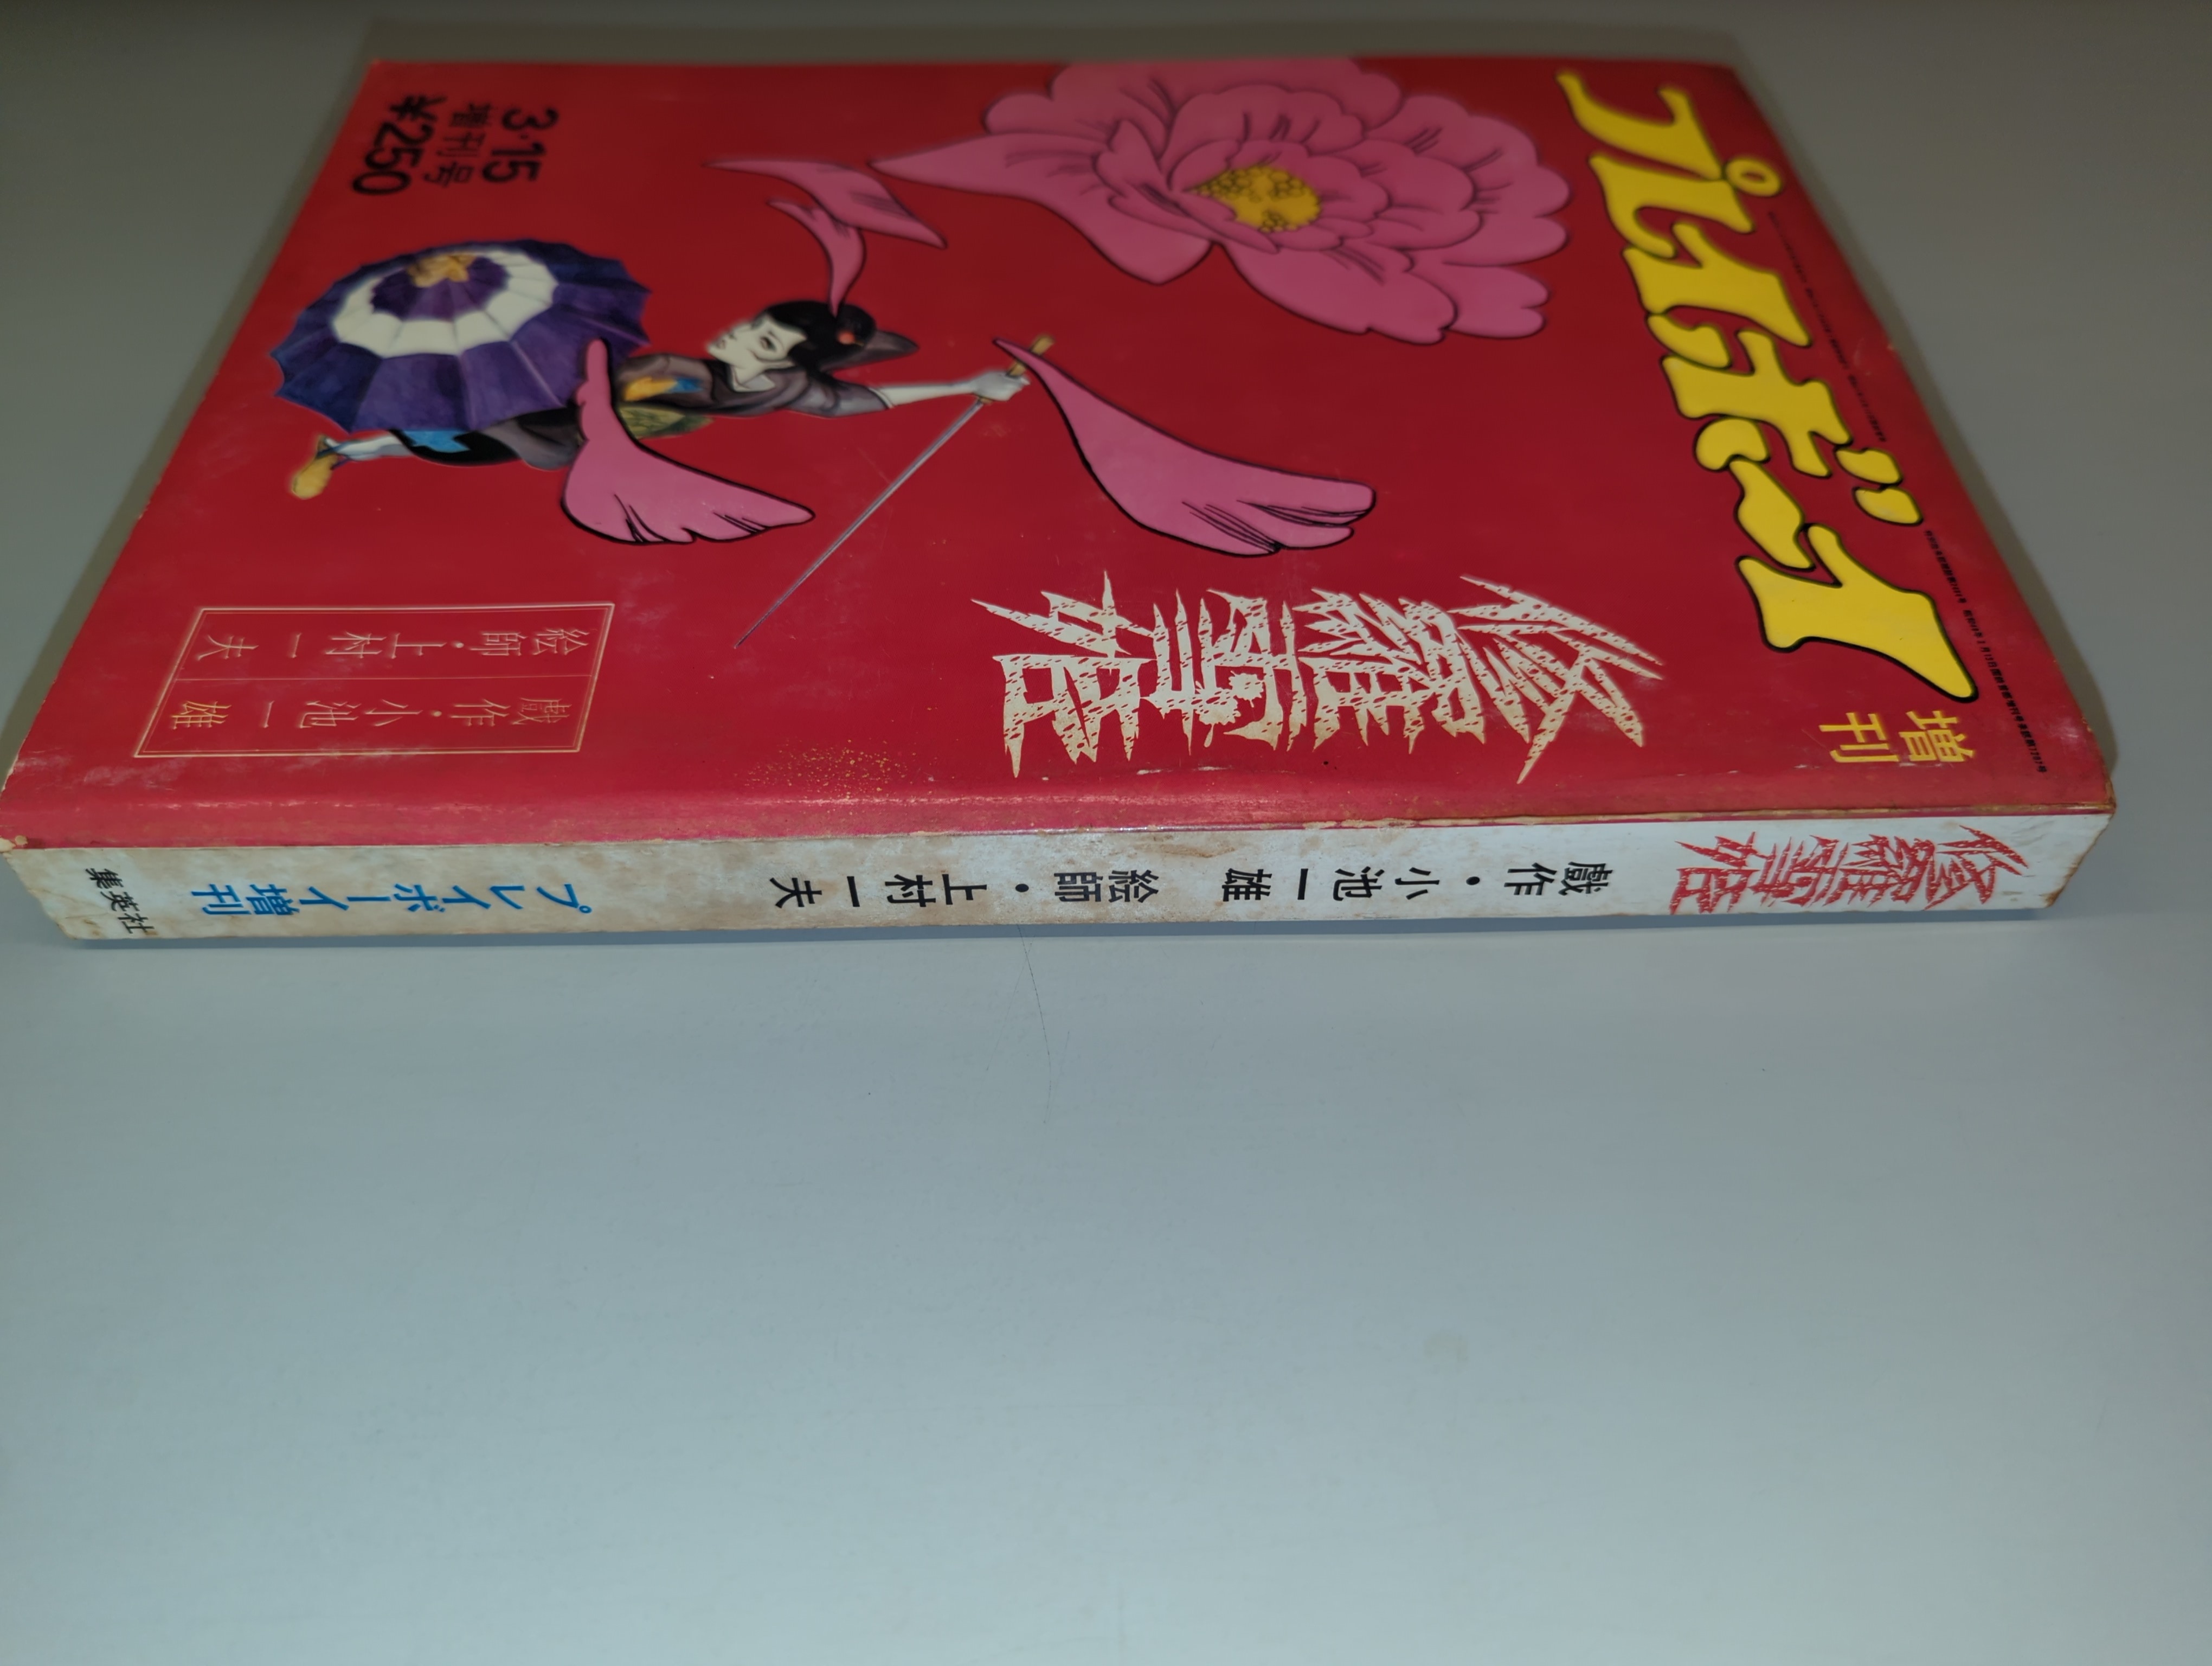 プレイボーイ
増刊
修羅雪姫
3・15
増刊号
¥250
戯作・小池一雄
絵師・上村一夫
修羅雪姫
戯作・小池一雄 絵師・上村一夫
プレイボーイ増刊
集英社